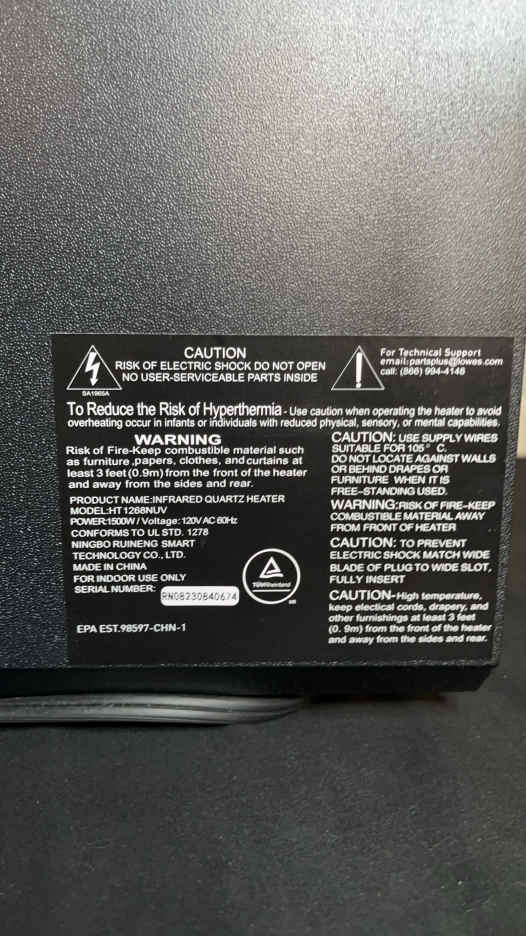 CAUTION
RISK OF ELECTRIC SHOCK DO NOT OPEN
NO USER-SERVICEABLE PARTS INSIDE
SA1965A
For Technical Support
email:partsplus@lowes.com
call: (866) 994-4148
To Reduce the Risk of Hyperthermia - Use caution when operating the heater to avoid
overheating occur in infants or individuals with reduced physical, sensory, or mental capabilities.
WARNING
Risk of Fire-Keep combustible material such
as furniture ,papers, clothes, and curtains at
least 3 feet (0.9m) from the front of the heater
and away from the sides and rear.
PRODUCT NAME:INFRARED QUARTZ HEATER
MODEL:HT1268NUV
POWER:1500W / Voltage: 120V AC 60Hz
CONFORMS TO UL STD. 1278
NINGBO RUINENG SMART
TECHNOLOGY CO., LTD.
MADE IN CHINA
FOR INDOOR USE ONLY
SERIAL NUMBER:
RN08230840674
TÜVRheinland
US
EPA EST.98597-CHN-1
CAUTION: USE SUPPLY WIRES
SUITABLE FOR 105° C.
DO NOT LOCATE AGAINST WALLS
OR BEHIND DRAPES OR
FURNITURE WHEN IT IS
FREE-STANDING USED.
WARNING:RISK OF FIRE-KEEP
COMBUSTIBLE MATERIAL AWAY
FROM FRONT OF HEATER
CAUTION: TO PREVENT
ELECTRIC SHOCK MATCH WIDE
BLADE OF PLUG TO WIDE SLOT,
FULLY INSERT
CAUTION-High temperature,
keep electical cords, drapery, and
other furnishings at least 3 feet
(0. 9m) from the front of the heater
and away from the sides and rear.